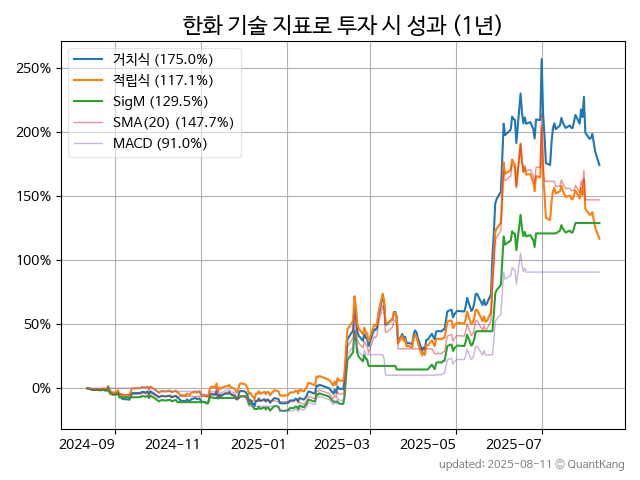 한화 기술 지표로 투자 시 성과 (1년)
거치식 (175.0%)
적립식 (117.1%)
SigM (129.5%)
SMA(20) (147.7%)
MACD (91.0%)
250%
200%
150%
100%
50%
0%
2024-09 2024-11 2025-01 2025-03 2025-05 2025-07
updated: 2025-08-11 © QuantKang